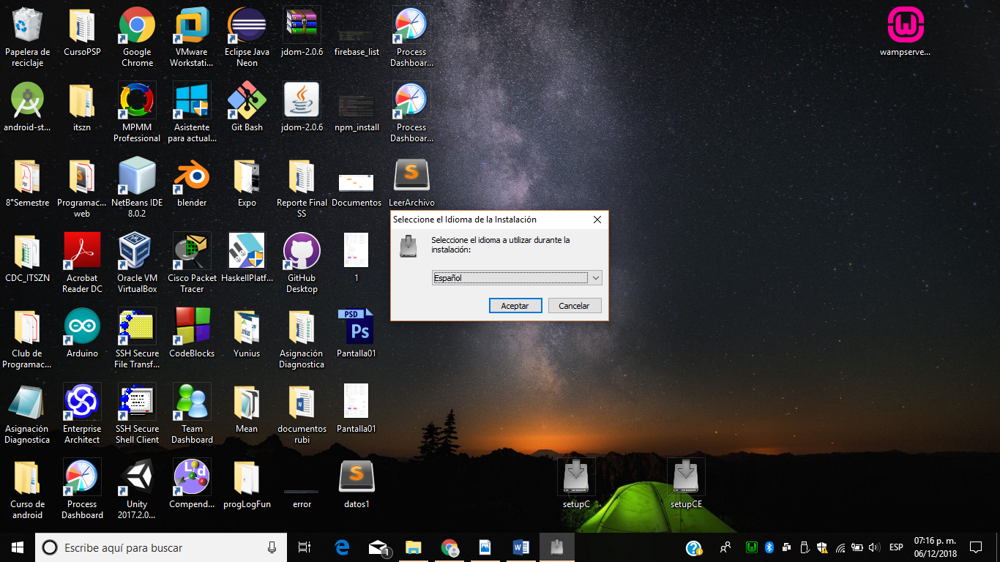 Papelera de
reciclaje
CursoPSP
Google
Chrome
VMware
Workstati...
Eclipse Java
Neon
jdom-2.0.6
firebase_list
Process
Dashboar...
wampserve...
android-st...
itszn
MPMM
Professional
Asistente
para actual...
Git Bash
jdom-2.0.6
npm_install
Process
Dashboar...
8°Semestre
Programac...
web
NetBeans IDE
8.0.2
blender
Expo
Reporte Final
SS
Documentos
LeerArchivo
Seleccione el Idioma de la Instalación
Seleccione el idioma a utilizar durante la
instalación:
Español
Aceptar
Cancelar
CDC_ITSZN
Acrobat
Reader DC
Oracle VM
VirtualBox
Cisco Packet
Tracer
HaskellPlatf...
GitHub
Desktop
1
Club de
Programac...
Arduino
SSH Secure
File Transf...
CodeBlocks
Yunius
Asignación
Diagnostica
PSD
Ps
Pantalla01
Asignación
Diagnostica
Enterprise
Architect
SSH Secure
Shell Client
Team
Dashboard
Mean
documentos
rubi
Pantalla01
Curso de
android
Process
Dashboard
Unity
2017.2.0...
Compend...
progLogFun
error
datos1
setupC
setupCE
Escribe aquí para buscar
1
ESP
07:16 p. m.
06/12/2018